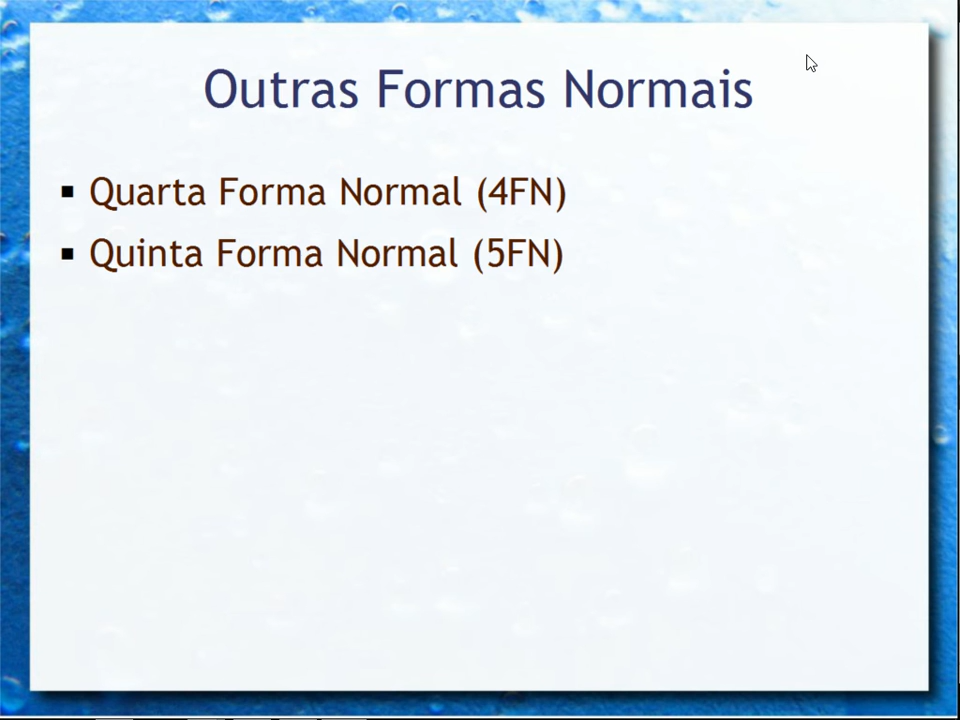 Outras Formas Normais
▪ Quarta Forma Normal (4FN)
▪ Quinta Forma Normal (5FN)